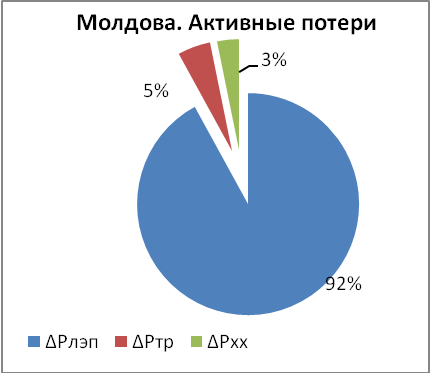 Молдова. Активные потери
3%
5%
92%
ΔPлэп ΔPтр ΔPхх